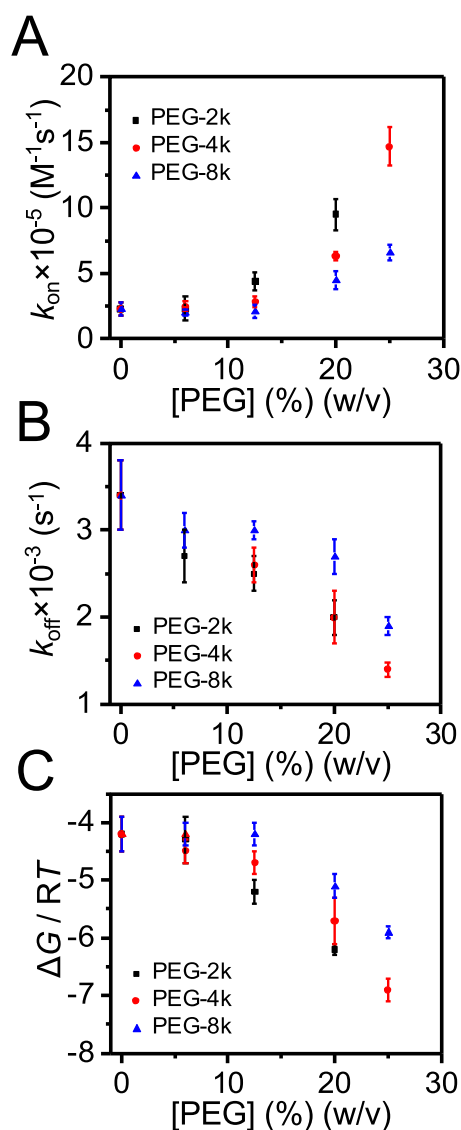 A
20
15
10
5
0
k_on×10⁻⁵ (M⁻¹s⁻¹)
PEG-2k
PEG-4k
PEG-8k
0 10 20 30
[PEG] (%) (w/v)
B
4
3
2
1
k_off×10⁻³ (s⁻¹)
PEG-2k
PEG-4k
PEG-8k
0 10 20 30
[PEG] (%) (w/v)
C
-4
-5
-6
-7
-8
ΔG / RT
PEG-2k
PEG-4k
PEG-8k
0 10 20 30
[PEG] (%) (w/v)